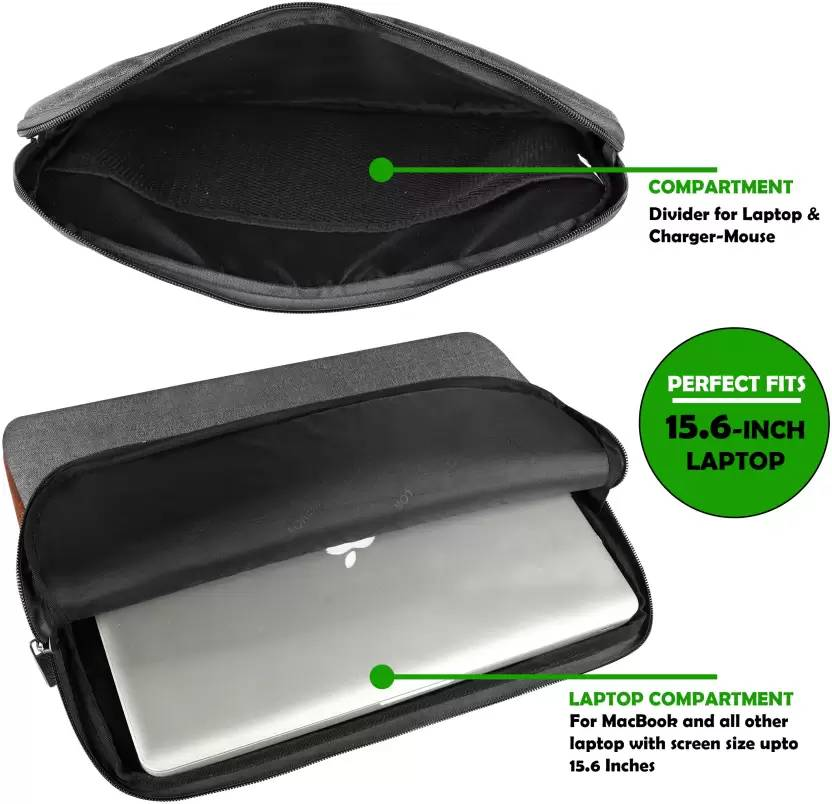 COMPARTMENT
Divider for Laptop &
Charger-Mouse
PERFECT FITS
15.6-INCH
LAPTOP
LAPTOP COMPARTMENT
For MacBook and all other
laptop with screen size upto
15.6 Inches